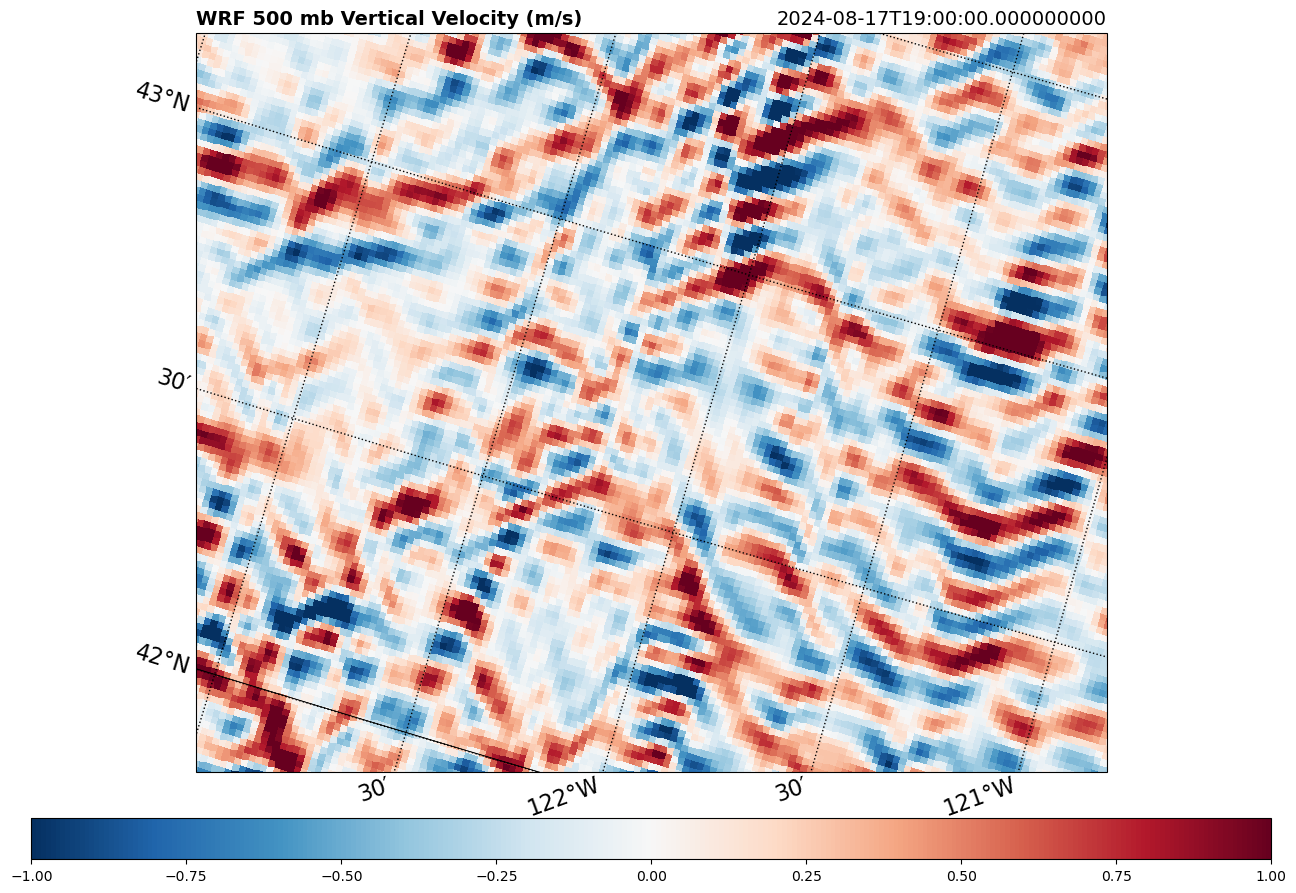 WRF 500 mb Vertical Velocity (m/s) 2024-08-17T19:00:00.000000000
43°N
30′
42°N
30′ 122°W 30′ 121°W
−1.00 −0.75 −0.50 −0.25 0.00 0.25 0.50 0.75 1.00